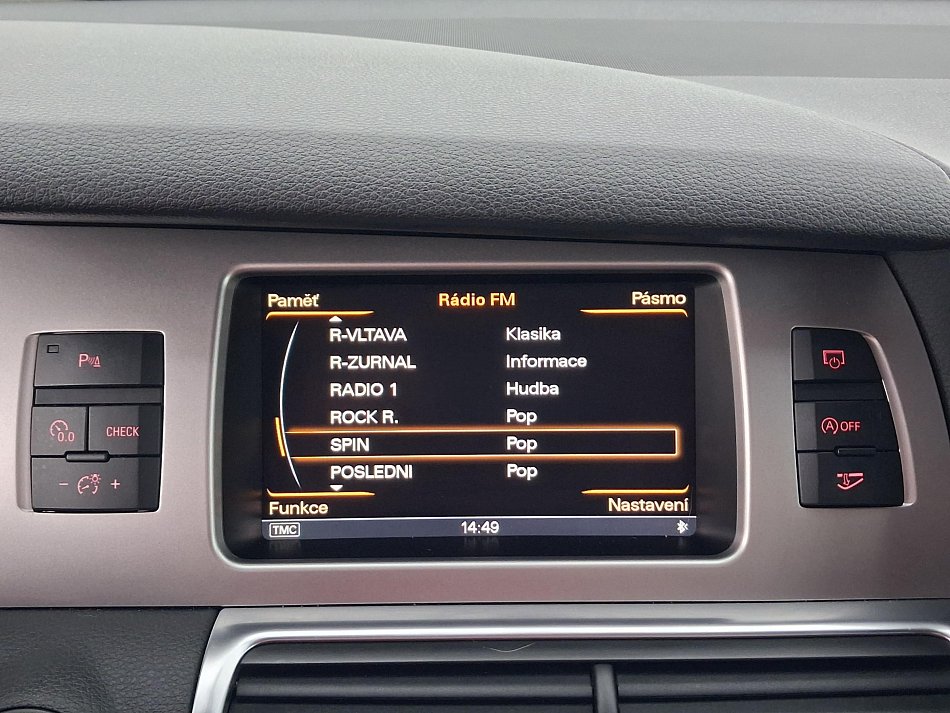 Paměť Rádio FM Pásmo
R-VLTAVA Klasika
R-ZURNAL Informace
RADIO 1 Hudba
ROCK R. Pop
SPIN Pop
POSLEDNI Pop
Funkce Nastavení
TMC 14:49
P
0.0 CHECK
- +
A OFF